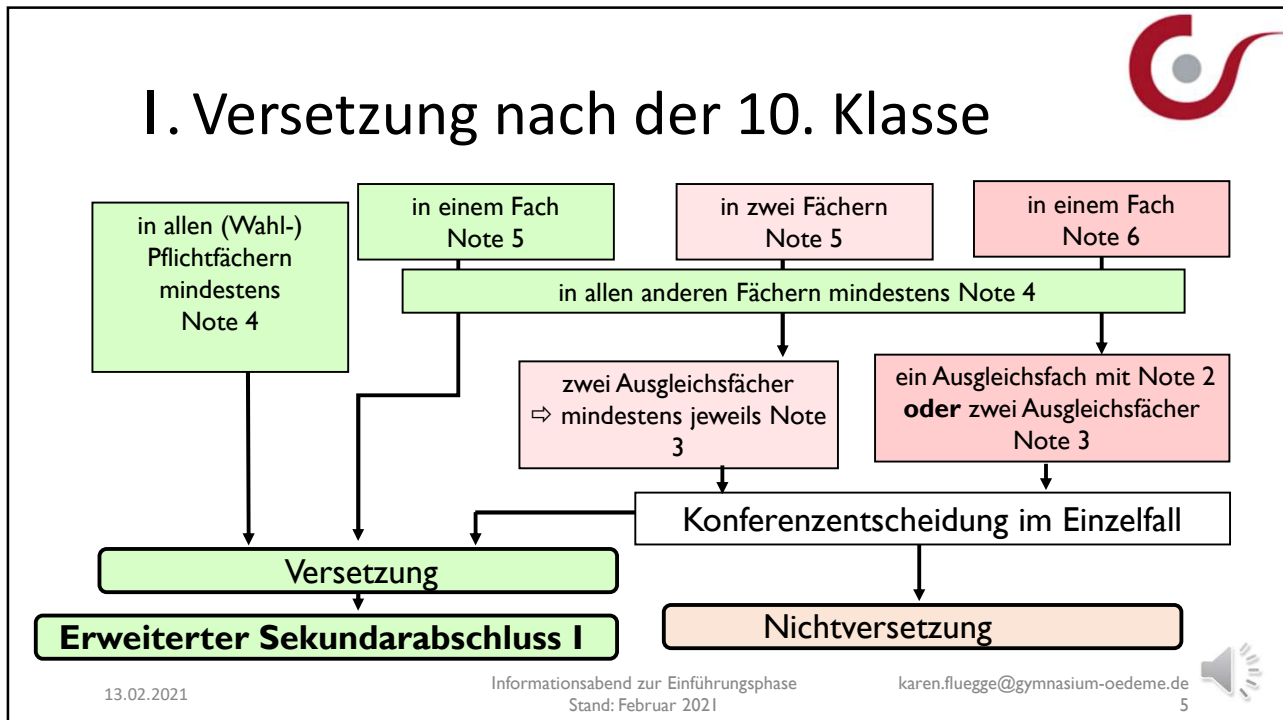 I. Versetzung nach der 10. Klasse
in allen (Wahl-)
Pflichtfächern
mindestens
Note 4
in einem Fach
Note 5
in zwei Fächern
Note 5
in einem Fach
Note 6
in allen anderen Fächern mindestens Note 4
zwei Ausgleichsfächer
⇨ mindestens jeweils Note
3
ein Ausgleichsfach mit Note 2
oder zwei Ausgleichsfächer
Note 3
Konferenzentscheidung im Einzelfall
Versetzung
Erweiterter Sekundarabschluss I
Nichtversetzung
13.02.2021
Informationsabend zur Einführungsphase
Stand: Februar 2021
karen.fluegge@gymnasium-oedeme.de
5